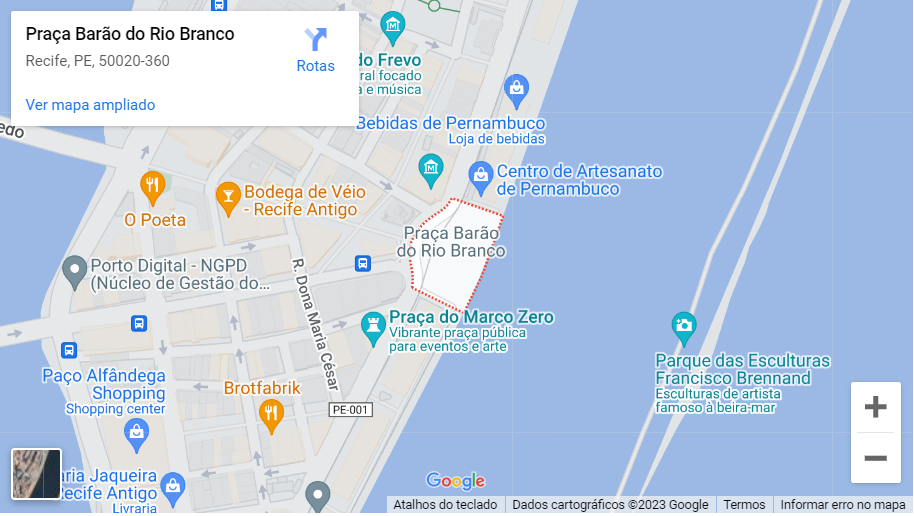 Praça Barão do Rio Branco
Recife, PE, 50020-360
Rotas
Ver mapa ampliado
do Frevo
focado
e música
Bebidas de Pernambuco
Loja de bebidas
Centro de Artesanato
de Pernambuco
O Poeta
Bodega de Véio
- Recife Antigo
Praça Barão
do Rio Branco
Porto Digital - NGPD
(Núcleo de Gestão do...
R. Dona Maria César
Praça do Marco Zero
Vibrante praça pública
para eventos e arte
Parque das Esculturas
Francisco Brennand
Esculturas de artista
famoso à beira-mar
Paço Alfândega
Shopping
Shopping center
Brotfabrik
PE-001
Jaqueira
Recife Antigo
Livraria
Google
Atalhos do teclado
Dados cartográficos ©2023 Google
Termos
Informar erro no mapa